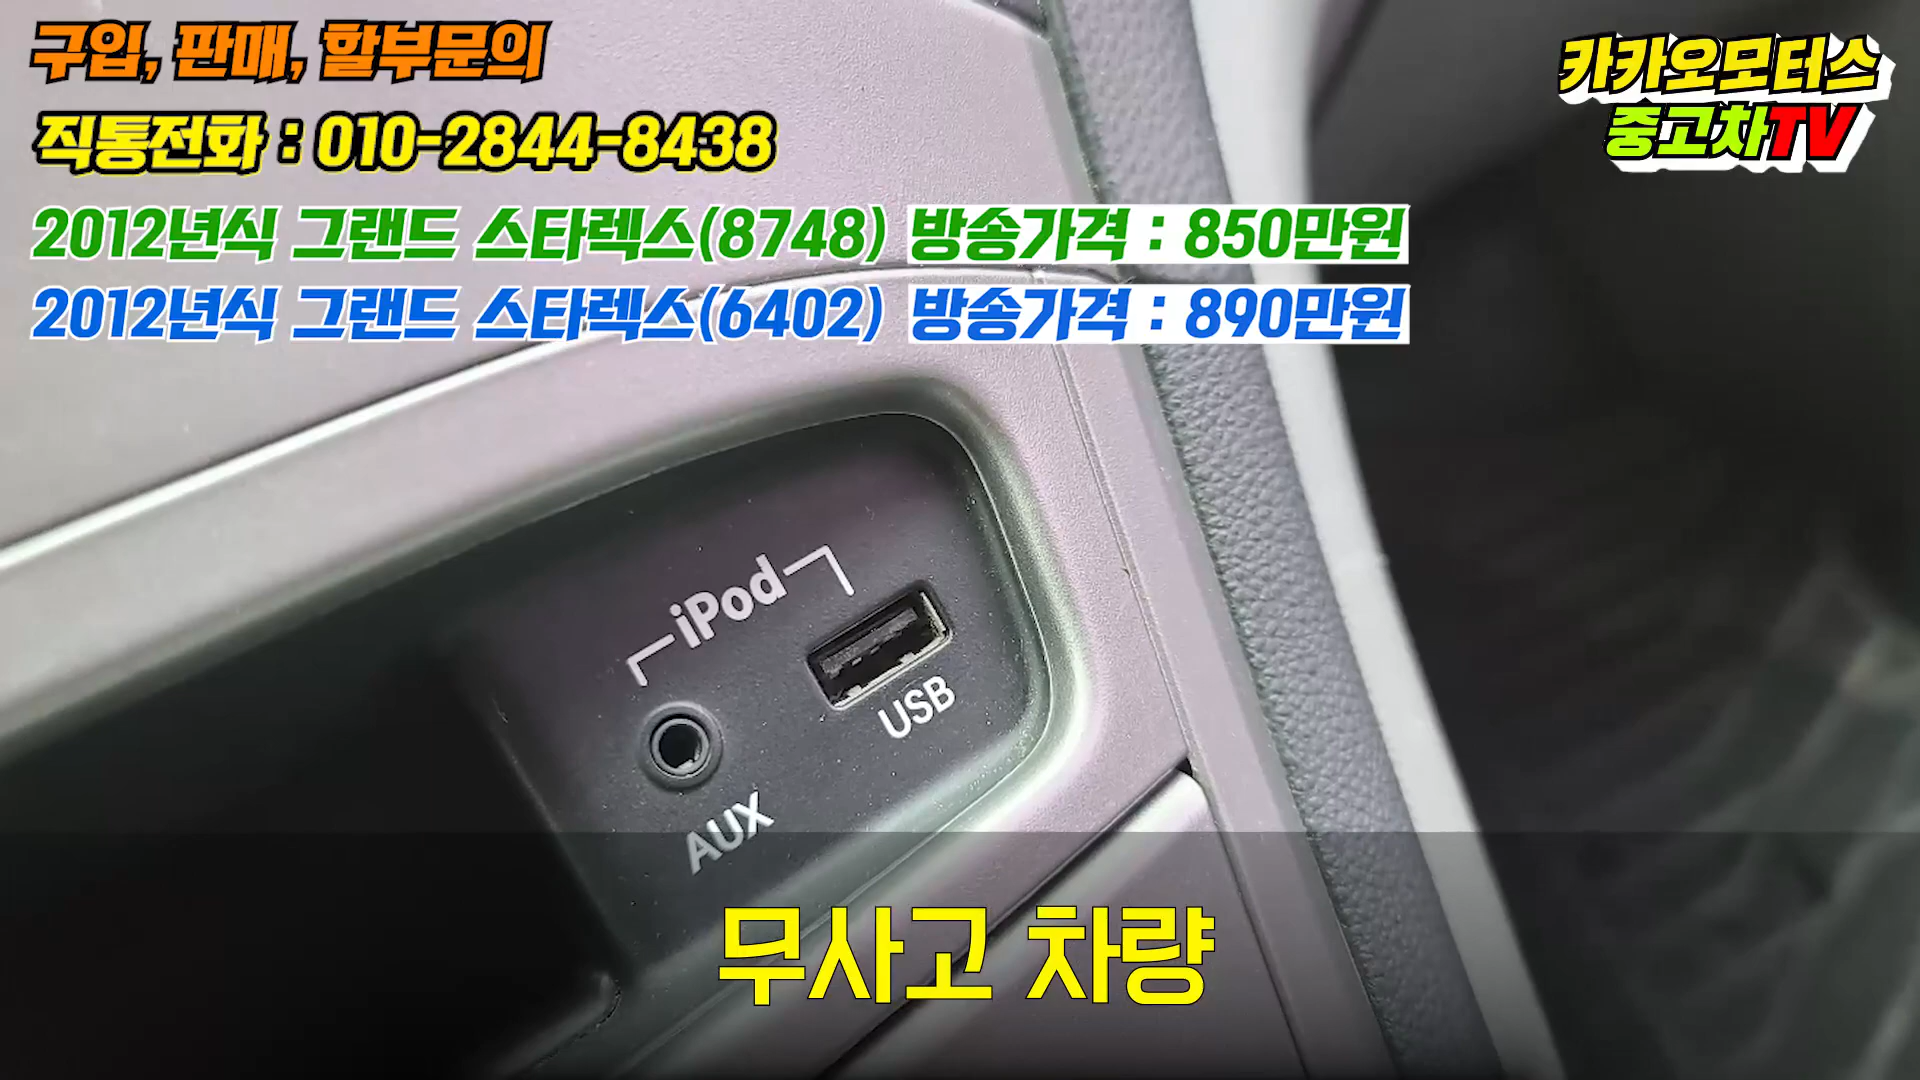 구입, 판매, 할부문의
직통전화 : 010-2844-8438
카카오모터스
중고차TV
2012년식 그랜드 스타렉스(8748) 방송가격 : 850만원
2012년식 그랜드 스타렉스(6402) 방송가격 : 890만원
iPod
USB
AUX
무사고 차량